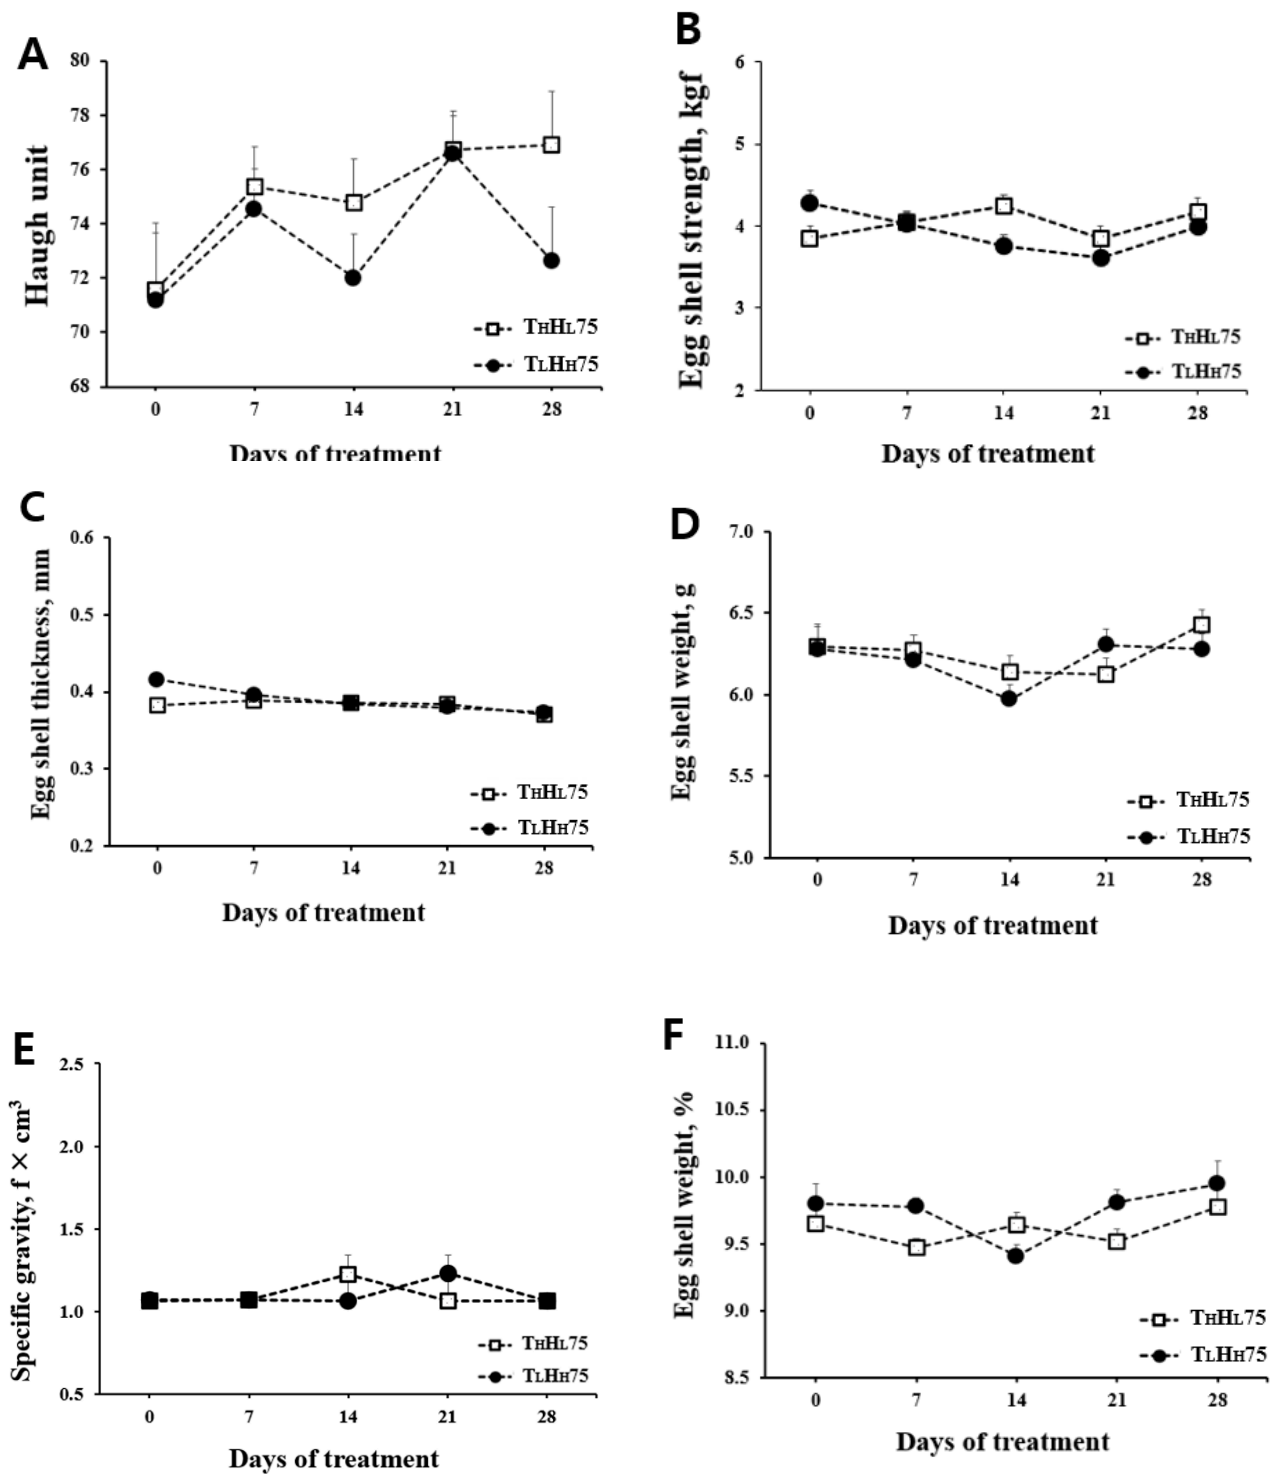 A
Haugh unit
80
78
76
74
72
70
68
THHL75
TLHH75
0 7 14 21 28
Days of treatment
B
Egg shell strength, kgf
6
5
4
3
2
THHL75
TLHH75
0 7 14 21 28
Days of treatment
C
Egg shell thickness, mm
0.6
0.5
0.4
0.3
0.2
THHL75
TLHH75
0 7 14 21 28
Days of treatment
D
Egg shell weight, g
7.0
6.5
6.0
5.5
5.0
THHL75
TLHH75
0 7 14 21 28
Days of treatment
E
Specific gravity, f × cm³
2.5
2.0
1.5
1.0
0.5
THHL75
TLHH75
0 7 14 21 28
Days of treatment
F
Egg shell weight, %
11.0
10.5
10.0
9.5
9.0
8.5
THHL75
TLHH75
0 7 14 21 28
Days of treatment